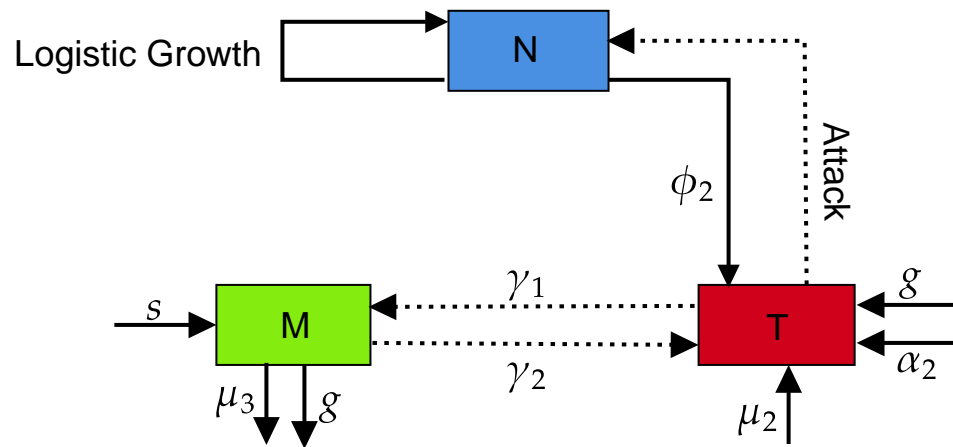 N
Logistic Growth
Attack
ϕ₂
γ₁
g
s
M
T
γ₂
α₂
μ₃
g
μ₂